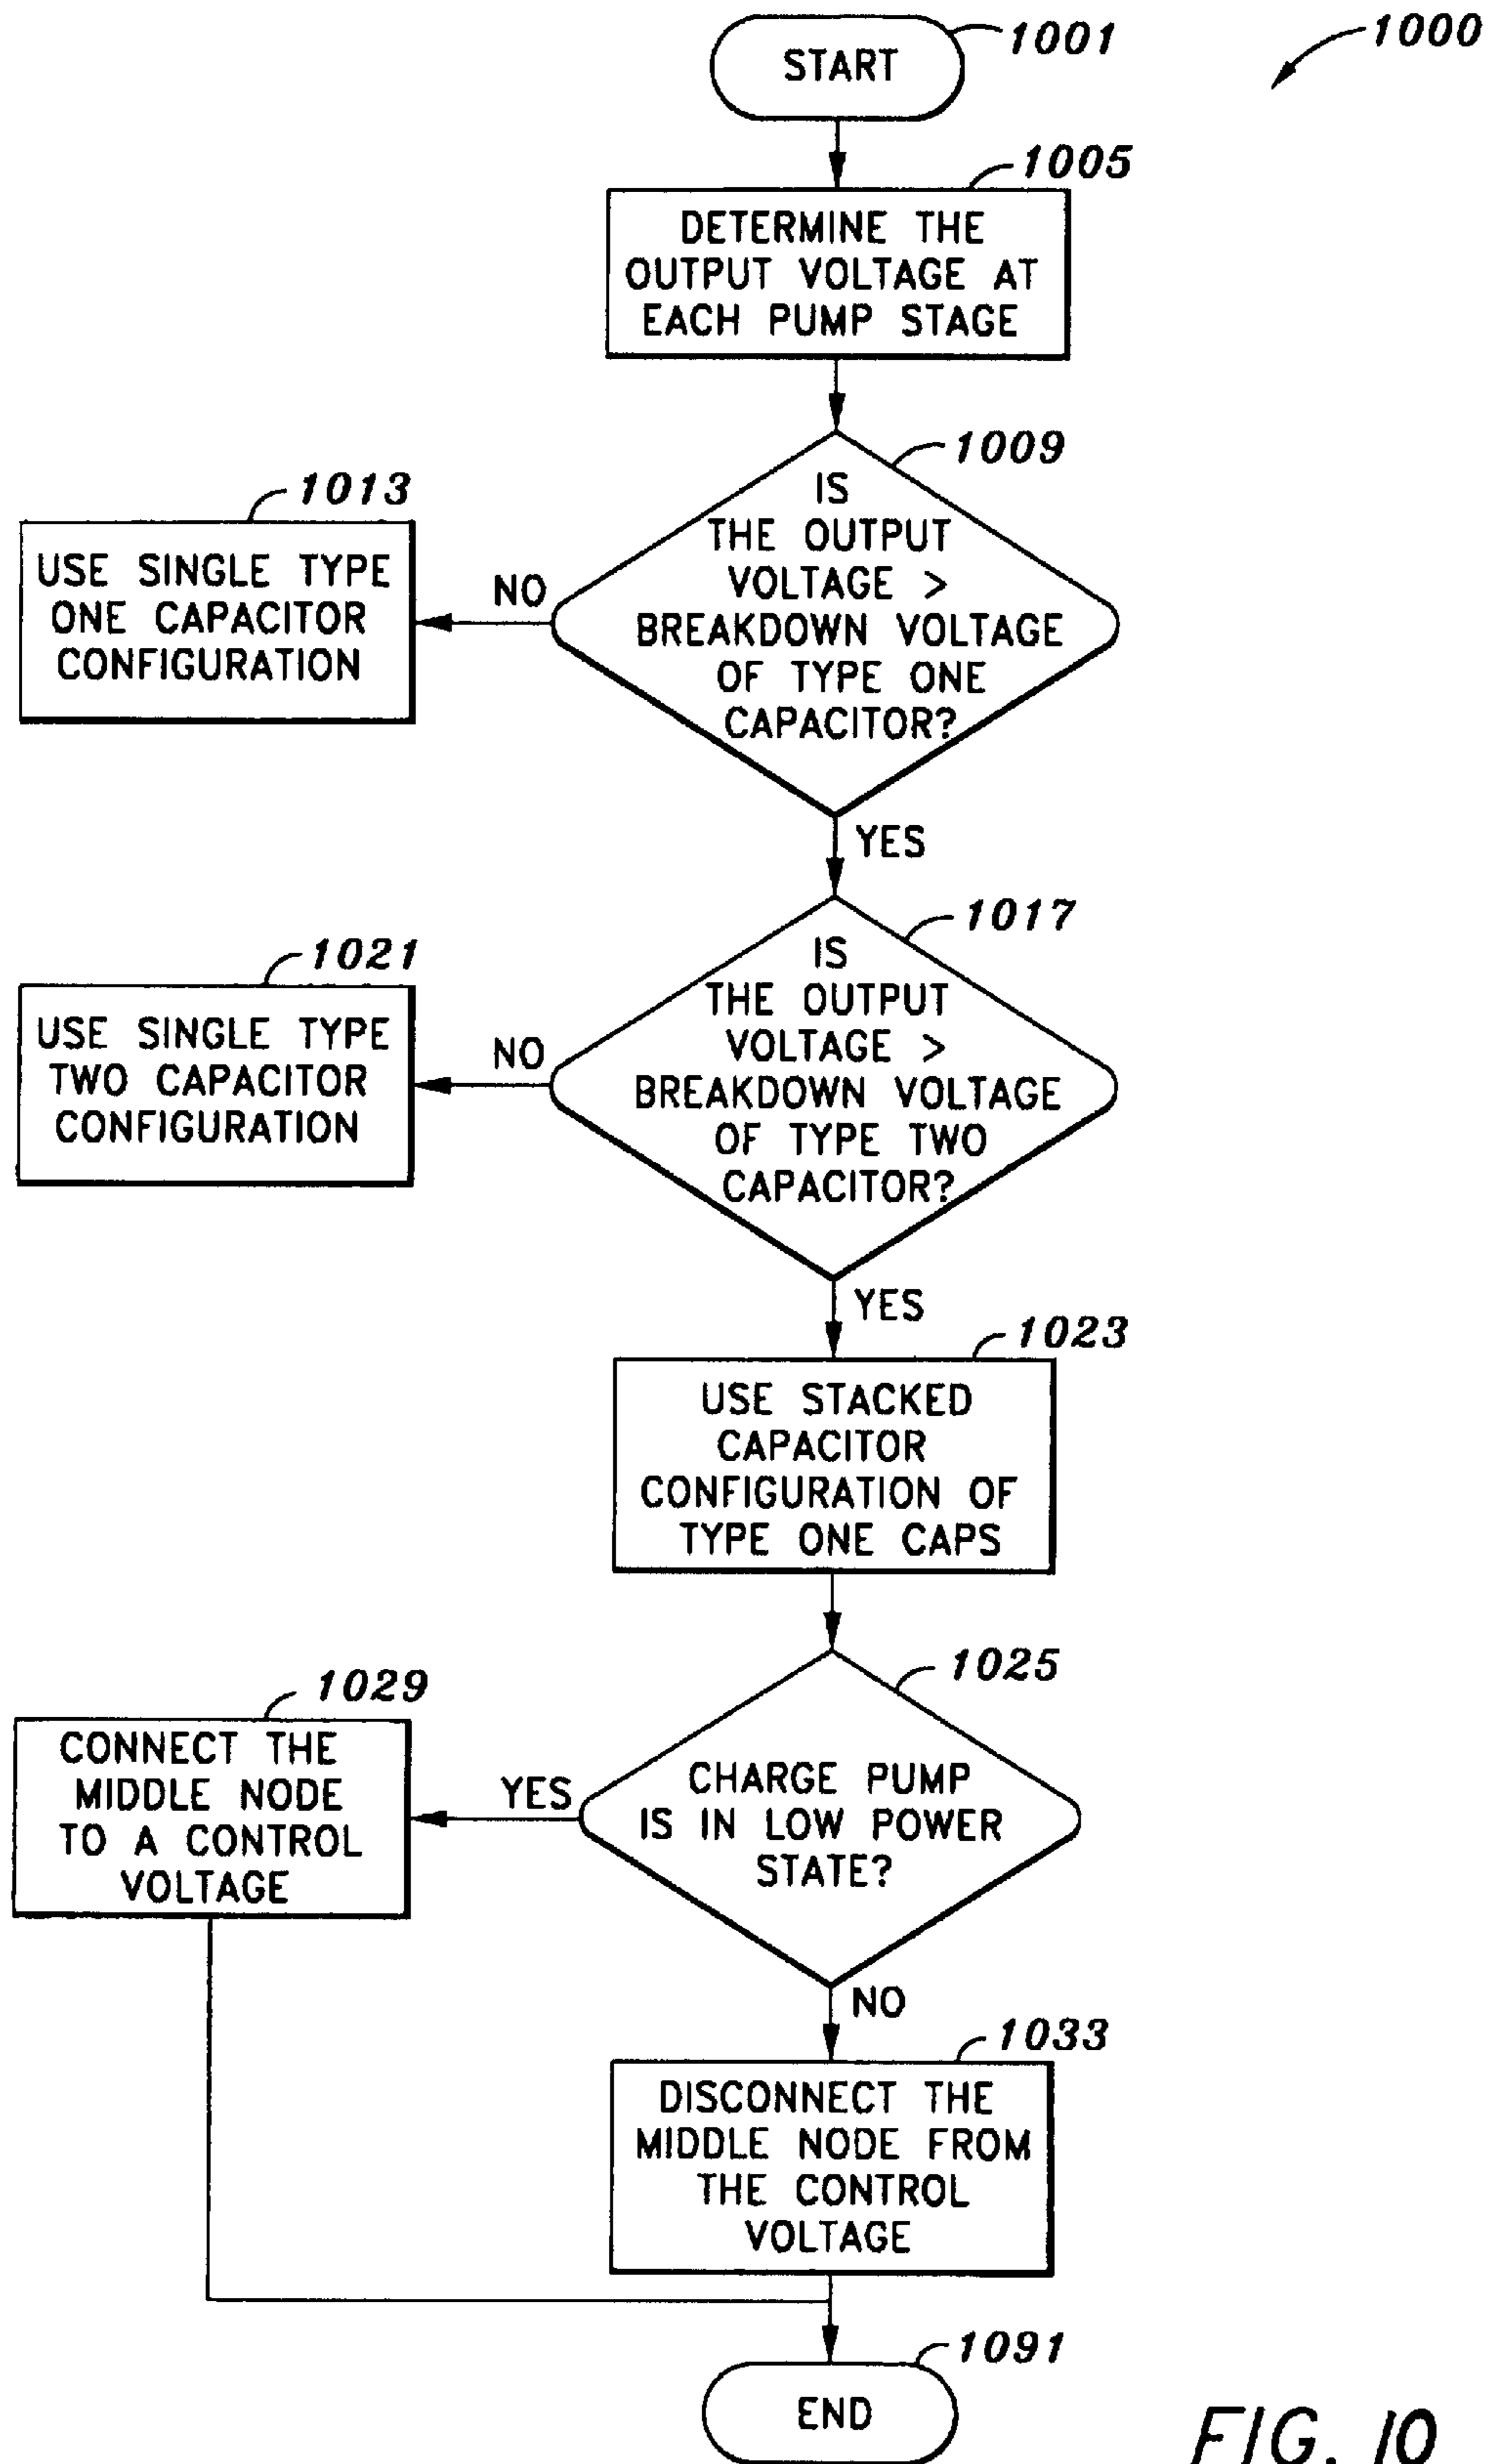 1000
START
1001
1005
DETERMINE THE
OUTPUT VOLTAGE AT
EACH PUMP STAGE
1009
IS
THE OUTPUT
VOLTAGE >
BREAKDOWN VOLTAGE
OF TYPE ONE
CAPACITOR?
NO
1013
USE SINGLE TYPE
ONE CAPACITOR
CONFIGURATION
YES
1017
IS
THE OUTPUT
VOLTAGE >
BREAKDOWN VOLTAGE
OF TYPE TWO
CAPACITOR?
NO
1021
USE SINGLE TYPE
TWO CAPACITOR
CONFIGURATION
YES
1023
USE STACKED
CAPACITOR
CONFIGURATION OF
TYPE ONE CAPS
1025
CHARGE PUMP
IS IN LOW POWER
STATE?
YES
1029
CONNECT THE
MIDDLE NODE
TO A CONTROL
VOLTAGE
NO
1033
DISCONNECT THE
MIDDLE NODE FROM
THE CONTROL
VOLTAGE
1091
END
FIG. 10